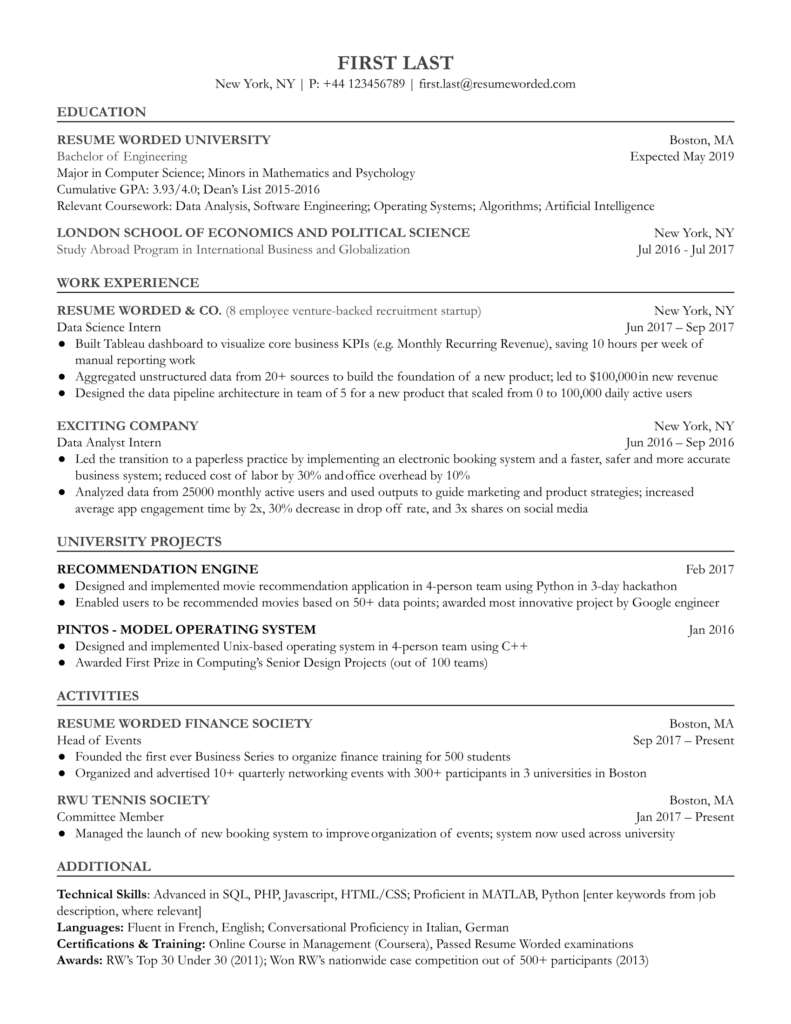 FIRST LAST
New York, NY | P: +44 123456789 | first.last@resumeworded.com
EDUCATION
RESUME WORDED UNIVERSITY Boston, MA
Bachelor of Engineering Expected May 2019
Major in Computer Science; Minors in Mathematics and Psychology
Cumulative GPA: 3.93/4.0; Dean's List 2015-2016
Relevant Coursework: Data Analysis, Software Engineering; Operating Systems; Algorithms; Artificial Intelligence
LONDON SCHOOL OF ECONOMICS AND POLITICAL SCIENCE New York, NY
Study Abroad Program in International Business and Globalization Jul 2016 - Jul 2017
WORK EXPERIENCE
RESUME WORDED & CO. (8 employee venture-backed recruitment startup) New York, NY
Data Science Intern Jun 2017 – Sep 2017
● Built Tableau dashboard to visualize core business KPIs (e.g. Monthly Recurring Revenue), saving 10 hours per week of
manual reporting work
● Aggregated unstructured data from 20+ sources to build the foundation of a new product; led to $100,000 in new revenue
● Designed the data pipeline architecture in team of 5 for a new product that scaled from 0 to 100,000 daily active users
EXCITING COMPANY New York, NY
Data Analyst Intern Jun 2016 – Sep 2016
● Led the transition to a paperless practice by implementing an electronic booking system and a faster, safer and more accurate
business system; reduced cost of labor by 30% and office overhead by 10%
● Analyzed data from 25000 monthly active users and used outputs to guide marketing and product strategies; increased
average app engagement time by 2x, 30% decrease in drop off rate, and 3x shares on social media
UNIVERSITY PROJECTS
RECOMMENDATION ENGINE Feb 2017
● Designed and implemented movie recommendation application in 4-person team using Python in 3-day hackathon
● Enabled users to be recommended movies based on 50+ data points; awarded most innovative project by Google engineer
PINTOS - MODEL OPERATING SYSTEM Jan 2016
● Designed and implemented Unix-based operating system in 4-person team using C++
● Awarded First Prize in Computing's Senior Design Projects (out of 100 teams)
ACTIVITIES
RESUME WORDED FINANCE SOCIETY Boston, MA
Head of Events Sep 2017 – Present
● Founded the first ever Business Series to organize finance training for 500 students
● Organized and advertised 10+ quarterly networking events with 300+ participants in 3 universities in Boston
RWU TENNIS SOCIETY Boston, MA
Committee Member Jan 2017 – Present
● Managed the launch of new booking system to improve organization of events; system now used across university
ADDITIONAL
Technical Skills: Advanced in SQL, PHP, Javascript, HTML/CSS; Proficient in MATLAB, Python [enter keywords from job
description, where relevant]
Languages: Fluent in French, English; Conversational Proficiency in Italian, German
Certifications & Training: Online Course in Management (Coursera), Passed Resume Worded examinations
Awards: RW's Top 30 Under 30 (2011); Won RW's nationwide case competition out of 500+ participants (2013)